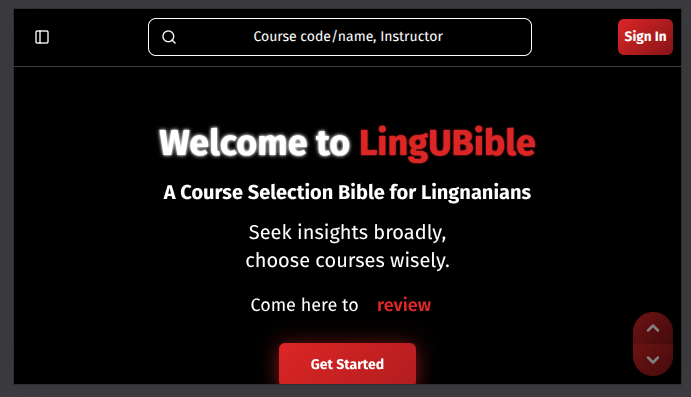 Course code/name, Instructor
Sign In
Welcome to LingUBible
A Course Selection Bible for Lingnanians
Seek insights broadly,
choose courses wisely.
Come here to review
Get Started